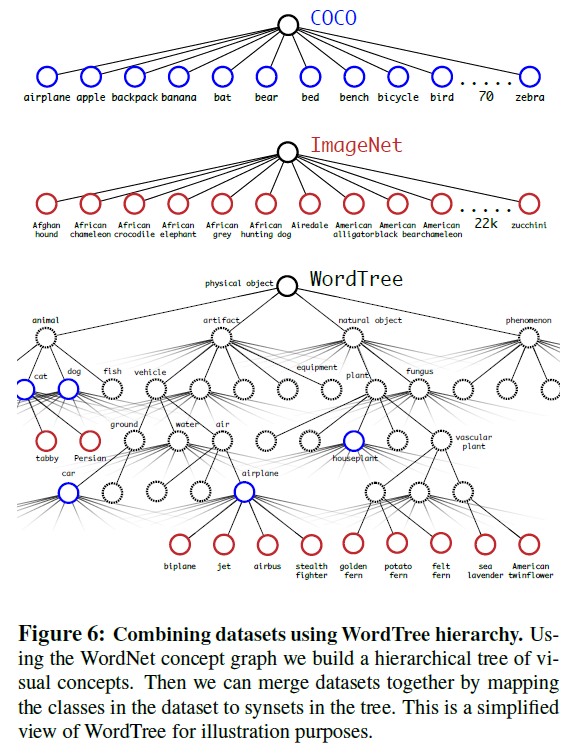 COCO
airplane apple backpack banana bat bear bed bench bicycle bird ..... 70 zebra
ImageNet
Afghan hound African chameleon African crocodile African elephant African grey African hunting dog Airedale American alligator American black bear American chameleon ..... 22k zucchini
WordTree
physical object
animal artifact natural object phenomenon
cat dog fish vehicle equipment plant fungus
ground water air vascular plant
tabby Persian houseplant
car airplane
biplane jet airbus stealth fighter golden fern potato fern felt fern sea lavender American twinflower
Figure 6: Combining datasets using WordTree hierarchy. Us-
ing the WordNet concept graph we build a hierarchical tree of vi-
sual concepts. Then we can merge datasets together by mapping
the classes in the dataset to synsets in the tree. This is a simplified
view of WordTree for illustration purposes.